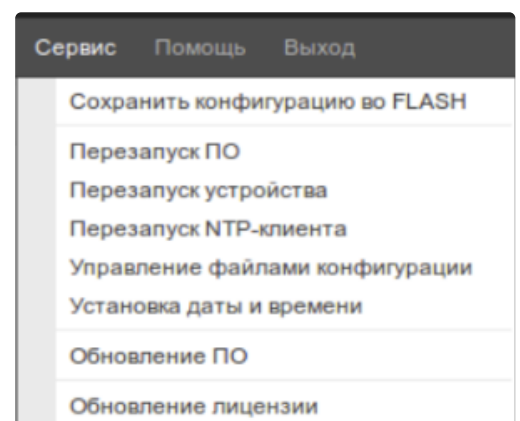 Сервис Помощь Выход
Сохранить конфигурацию во FLASH
Перезапуск ПО
Перезапуск устройства
Перезапуск NTP-клиента
Управление файлами конфигурации
Установка даты и времени
Обновление ПО
Обновление лицензии